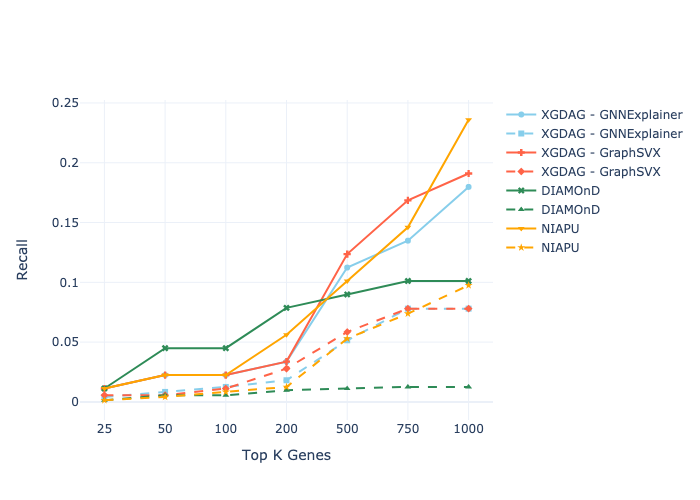 0.25
0.2
0.15
0.1
0.05
0
Recall
25 50 100 200 500 750 1000
Top K Genes
XGDAG - GNNExplainer
XGDAG - GNNExplainer
XGDAG - GraphSVX
XGDAG - GraphSVX
DIAMOnD
DIAMOnD
NIAPU
NIAPU